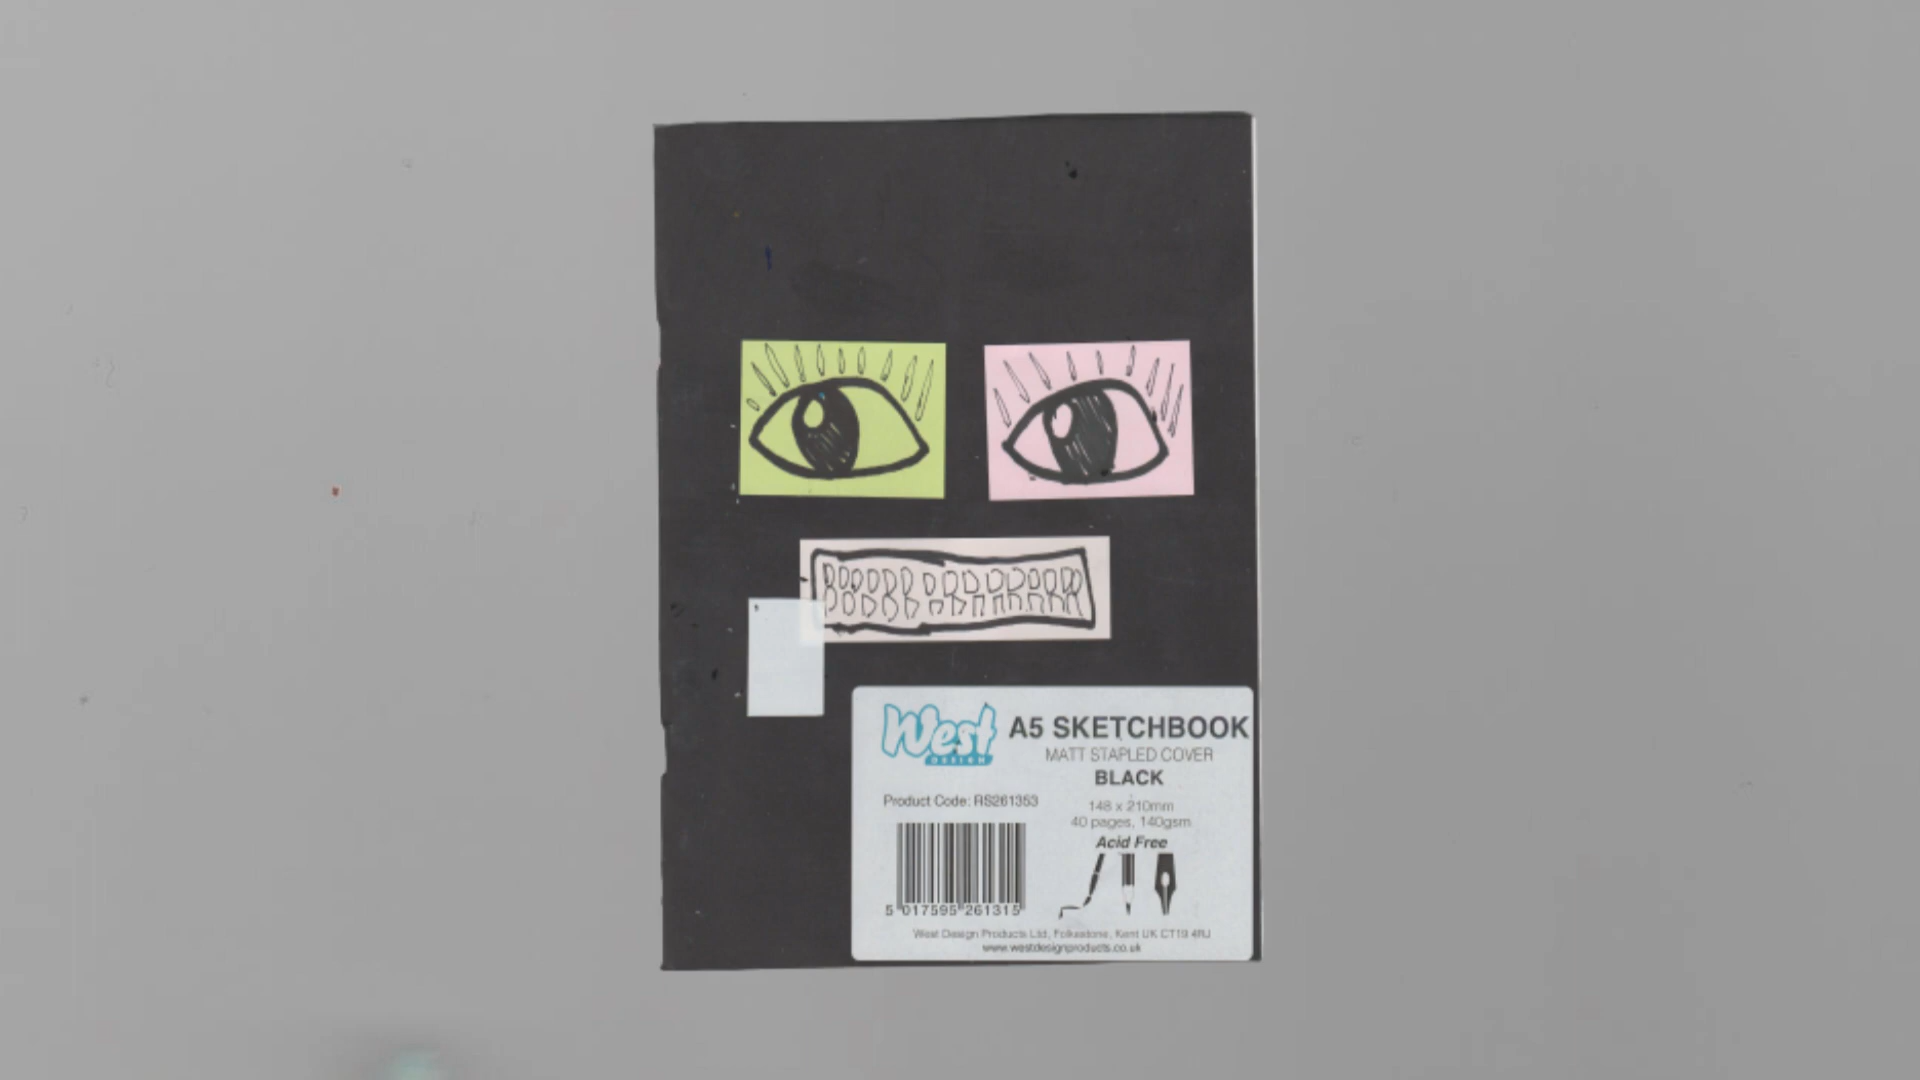 West
DESIGN
A5 SKETCHBOOK
MATT STAPLED COVER
BLACK
Product Code: RS261353
148 x 210mm
40 pages, 140gsm
Acid Free
5 017595 261315
West Design Products Ltd, Folkestone, Kent UK CT19 4RJ
www.westdesignproducts.co.uk